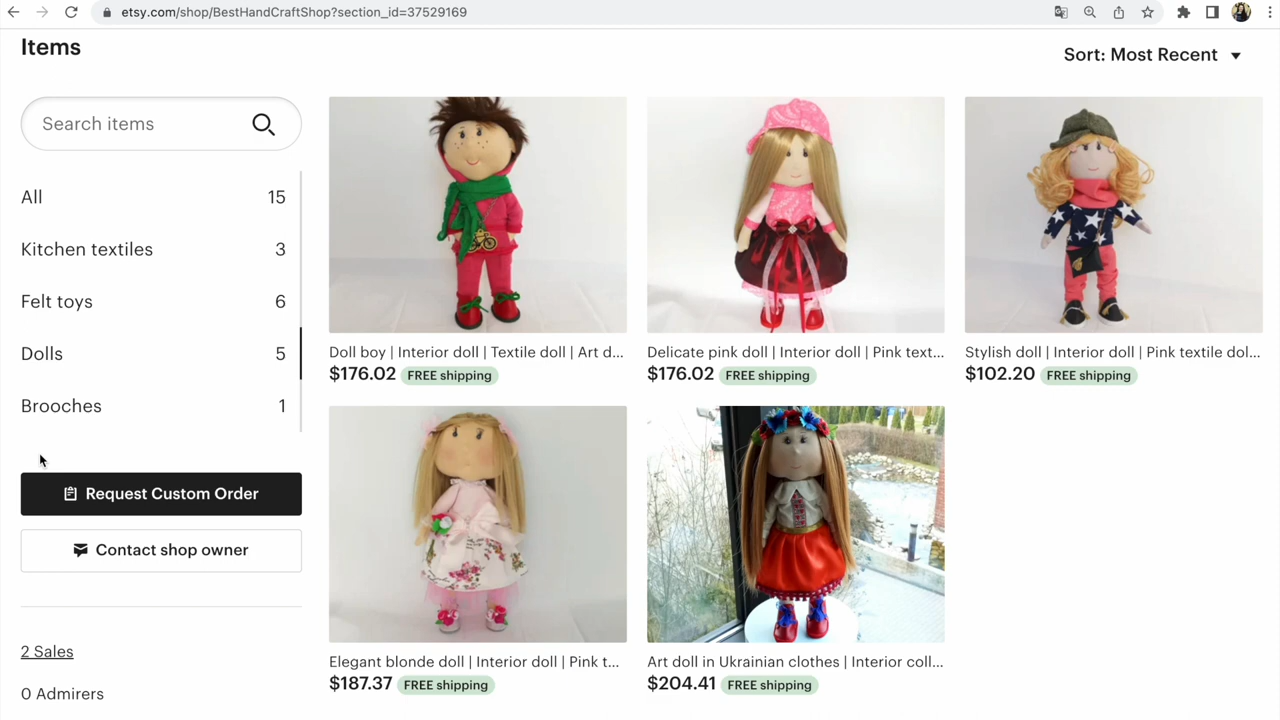 etsy.com/shop/BestHandCraftShop?section_id=37529169
Items
Sort: Most Recent
Search items
All 15
Kitchen textiles 3
Felt toys 6
Dolls 5
Brooches 1
Request Custom Order
Contact shop owner
2 Sales
0 Admirers
Doll boy | Interior doll | Textile doll | Art d...
$176.02 FREE shipping
Delicate pink doll | Interior doll | Pink text...
$176.02 FREE shipping
Stylish doll | Interior doll | Pink textile dol...
$102.20 FREE shipping
Elegant blonde doll | Interior doll | Pink t...
$187.37 FREE shipping
Art doll in Ukrainian clothes | Interior coll...
$204.41 FREE shipping